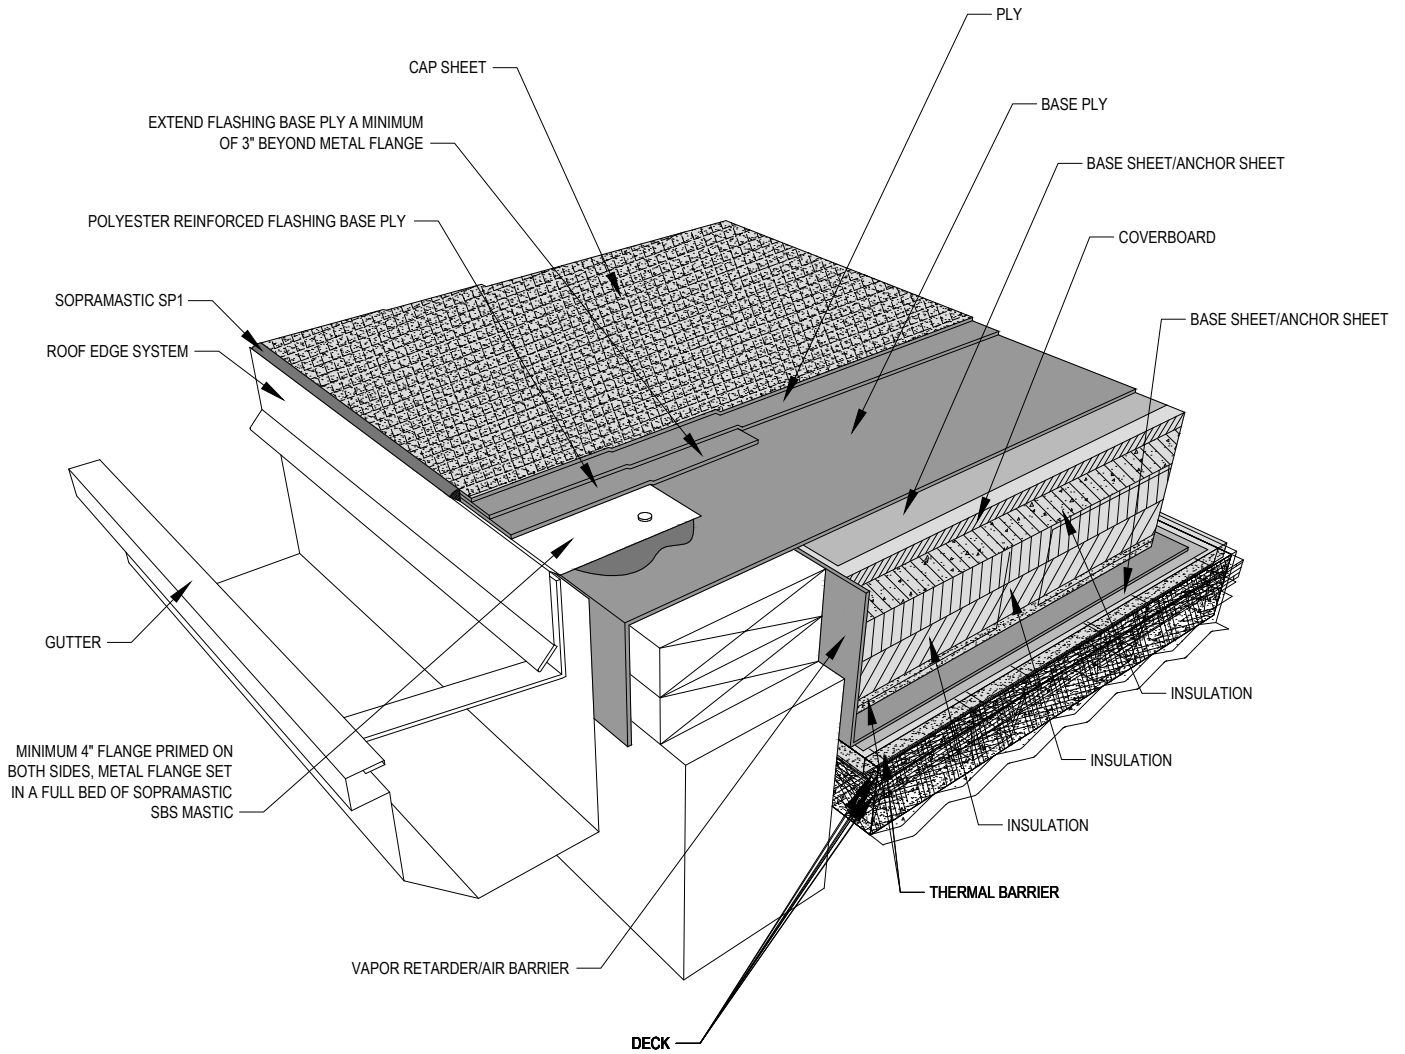 PLY
CAP SHEET
BASE PLY
EXTEND FLASHING BASE PLY A MINIMUM
OF 3" BEYOND METAL FLANGE
BASE SHEET/ANCHOR SHEET
POLYESTER REINFORCED FLASHING BASE PLY
COVERBOARD
SOPRAMASTIC SP1
BASE SHEET/ANCHOR SHEET
ROOF EDGE SYSTEM
GUTTER
INSULATION
MINIMUM 4" FLANGE PRIMED ON
BOTH SIDES, METAL FLANGE SET
IN A FULL BED OF SOPRAMASTIC
SBS MASTIC
INSULATION
INSULATION
THERMAL BARRIER
VAPOR RETARDER/AIR BARRIER
DECK